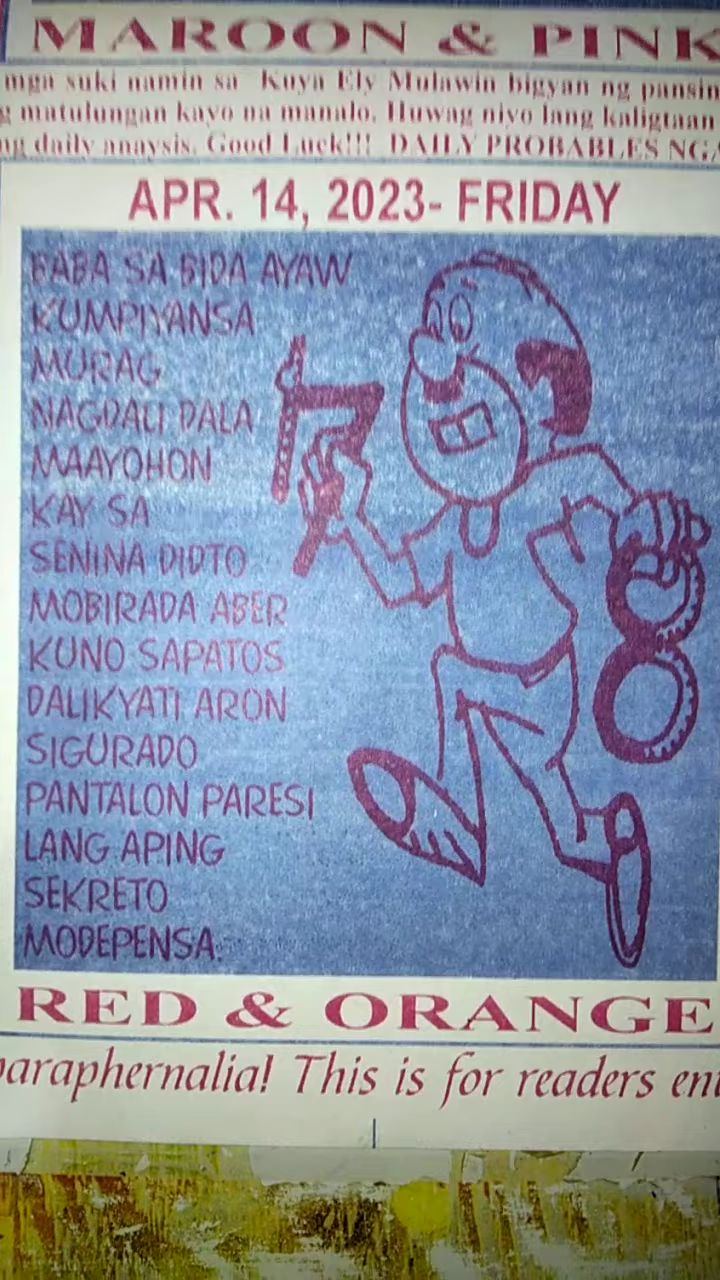 MAROON & PINK
mga suki namin sa Kuya Ely Mulawin bigyan ng pansin
g matulungan kayo na manalo. Huwag niyo lang kaligtaan
ng daily anaysis. Good Luck!!! DAILY PROBABLES NGA
APR. 14, 2023- FRIDAY
BABA SA BIDA AYAW
KUMPIYANSA
MURAG
NAGDALI DALA
MAAYOHON
KAY SA
SENINA DIDTO
MOBIRADA ABER
KUNO SAPATOS
DALIKYATI ARON
SIGURADO
PANTALON PARESI
LANG APING
SEKRETO
MODEPENSA.
RED & ORANGE
paraphernalia! This is for readers ent